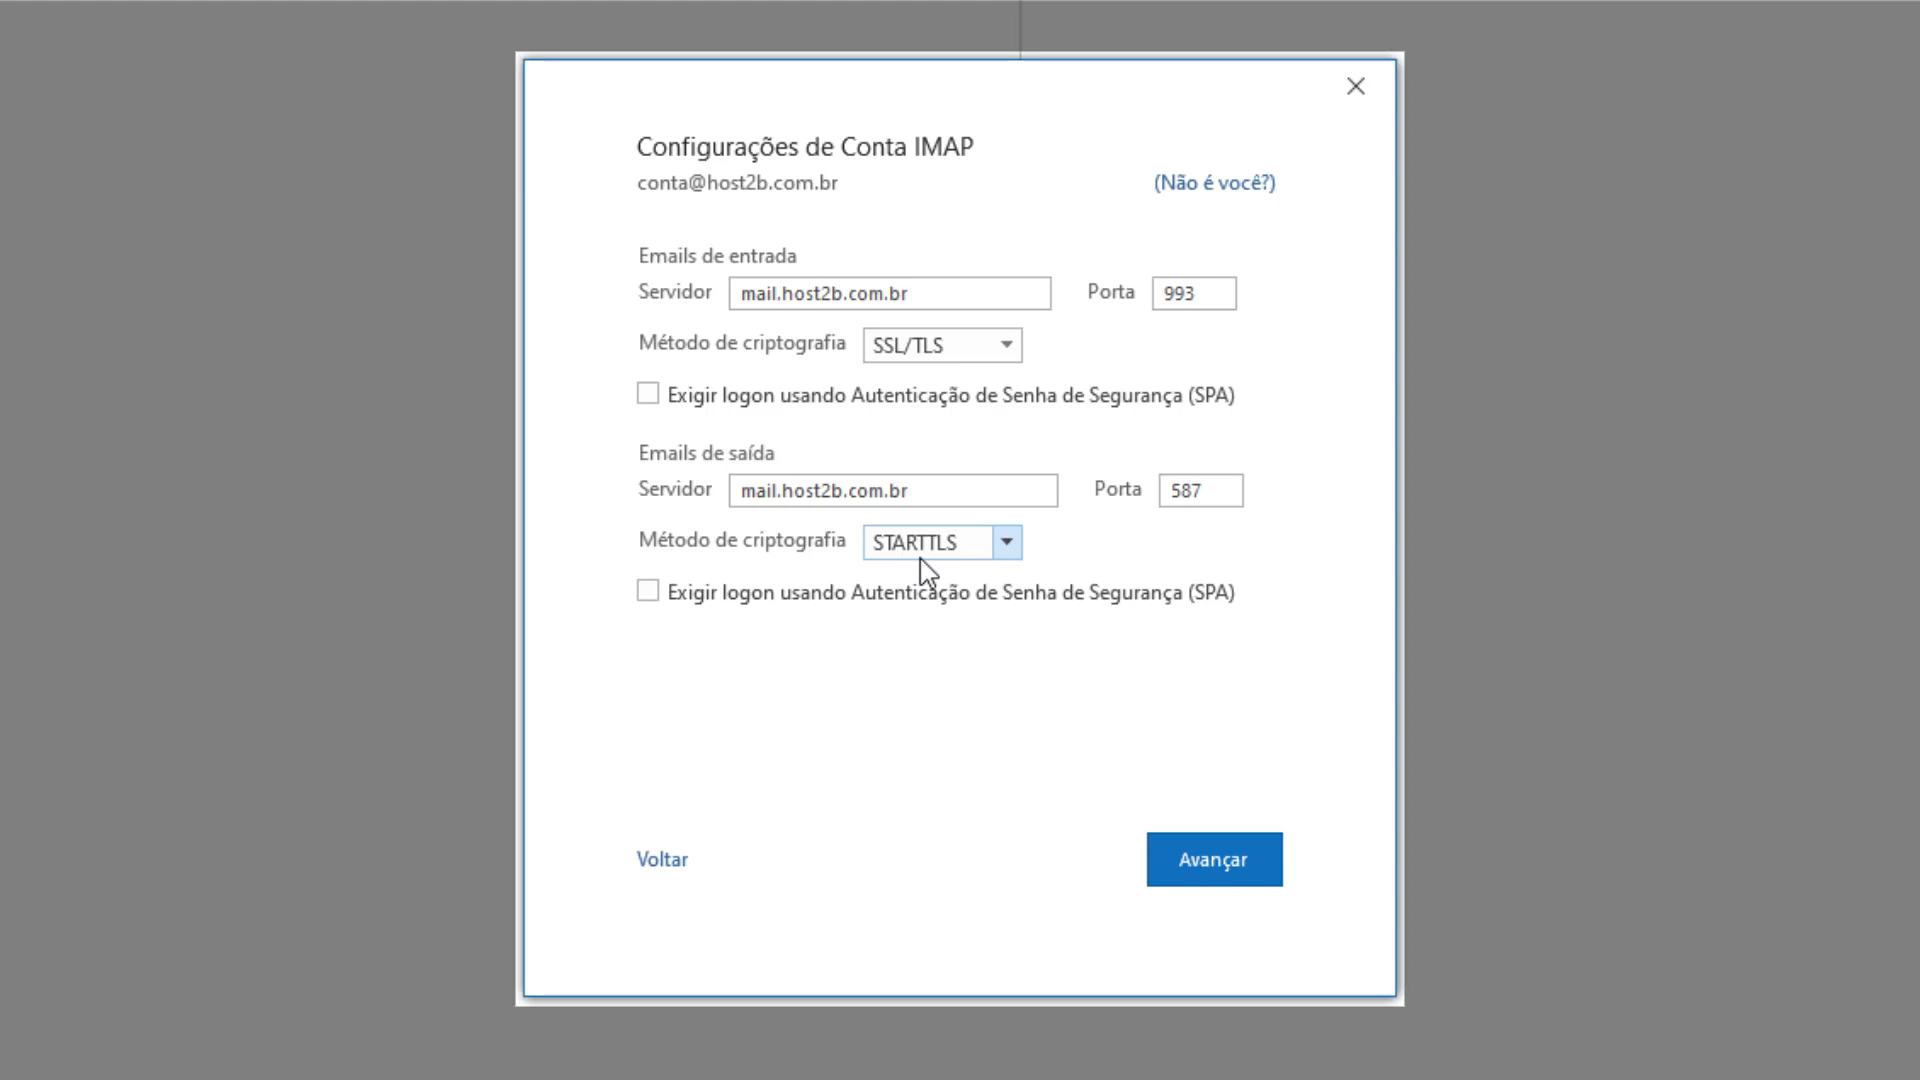 Configurações de Conta IMAP
conta@host2b.com.br (Não é você?)
Emails de entrada
Servidor mail.host2b.com.br Porta 993
Método de criptografia SSL/TLS
Exigir logon usando Autenticação de Senha de Segurança (SPA)
Emails de saída
Servidor mail.host2b.com.br Porta 587
Método de criptografia STARTTLS
Exigir logon usando Autenticação de Senha de Segurança (SPA)
Voltar Avançar